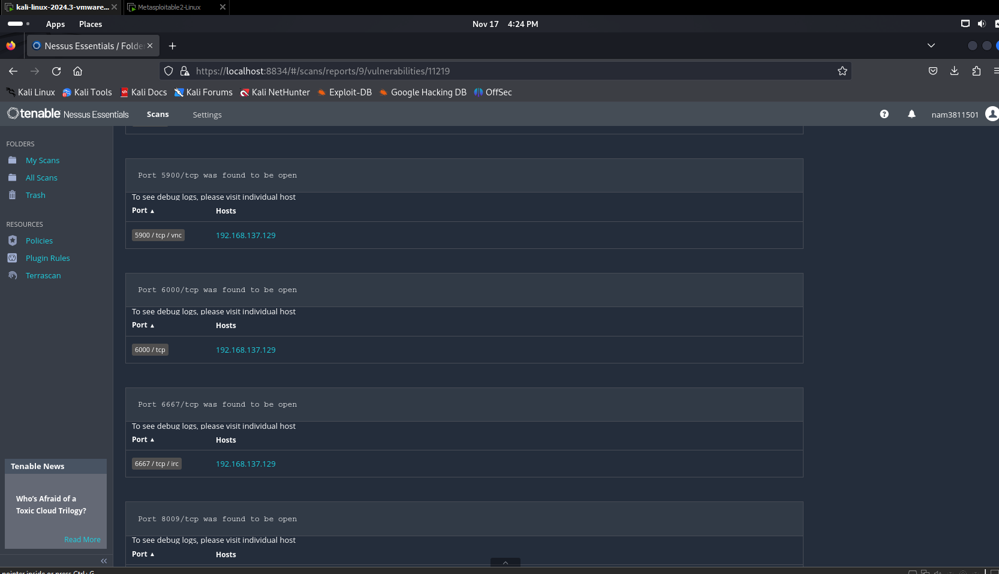 kali-linux-2024.3-vmware...
Metasploitable2-Linux
Apps
Places
Nov 17 4:24 PM
Nessus Essentials / Folde
https://localhost:8834/#/scans/reports/9/vulnerabilities/11219
Kali Linux
Kali Tools
Kali Docs
Kali Forums
Kali NetHunter
Exploit-DB
Google Hacking DB
OffSec
tenable Nessus Essentials
Scans
Settings
nam3811501
FOLDERS
My Scans
All Scans
Trash
RESOURCES
Policies
Plugin Rules
Terrascan
Tenable News
Who's Afraid of a
Toxic Cloud Trilogy?
Read More
Port 5900/tcp was found to be open
To see debug logs, please visit individual host
Port ▲ Hosts
5900 / tcp / vnc 192.168.137.129
Port 6000/tcp was found to be open
To see debug logs, please visit individual host
Port ▲ Hosts
6000 / tcp 192.168.137.129
Port 6667/tcp was found to be open
To see debug logs, please visit individual host
Port ▲ Hosts
6667 / tcp / irc 192.168.137.129
Port 8009/tcp was found to be open
To see debug logs, please visit individual host
Port ▲ Hosts
pointer inside or press Ctrl+G